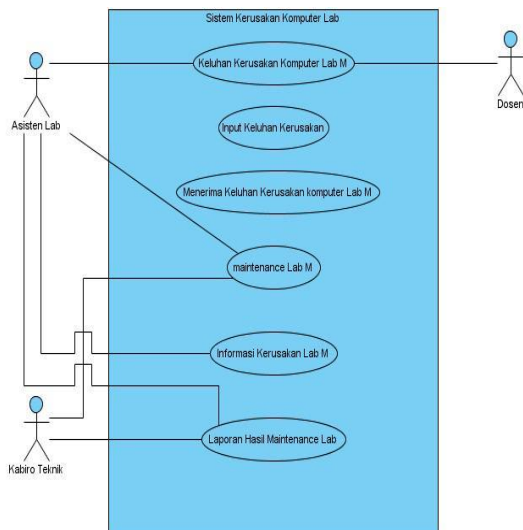 Sistem Kerusakan Komputer Lab
Keluhan Kerusakan Komputer Lab M
Asisten Lab
Dosen
Input Keluhan Kerusakan
Menerima Keluhan Kerusakan komputer Lab M
maintenance Lab M
Informasi Kerusakan Lab M
Laporan Hasil Maintenance Lab
Kabiro Teknik